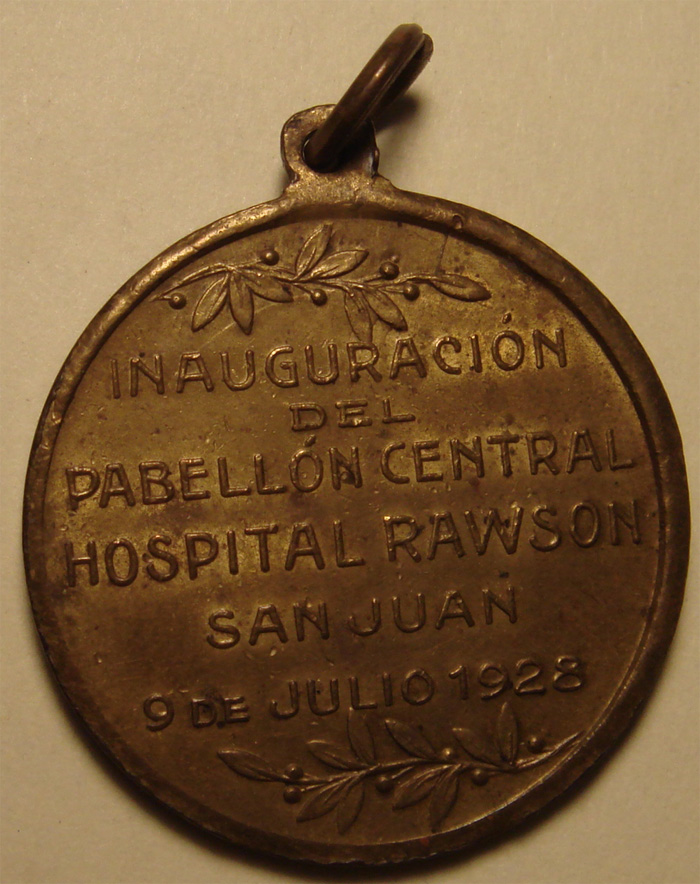 INAUGURACIÓN
DEL
PABELLÓN CENTRAL
HOSPITAL RAWSON
SAN JUAN
9 DE JULIO 1928